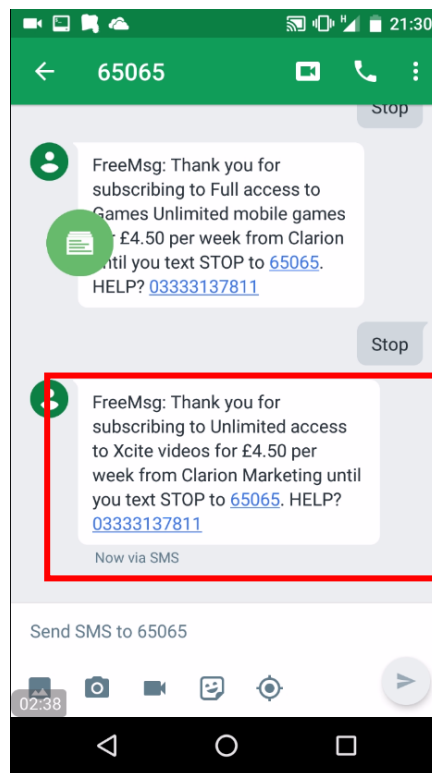 21:30
65065
Stop
FreeMsg: Thank you for
subscribing to Full access to
Games Unlimited mobile games
£4.50 per week from Clarion
until you text STOP to 65065.
HELP? 03333137811
Stop
FreeMsg: Thank you for
subscribing to Unlimited access
to Xcite videos for £4.50 per
week from Clarion Marketing until
you text STOP to 65065. HELP?
03333137811
Now via SMS
Send SMS to 65065
02:38